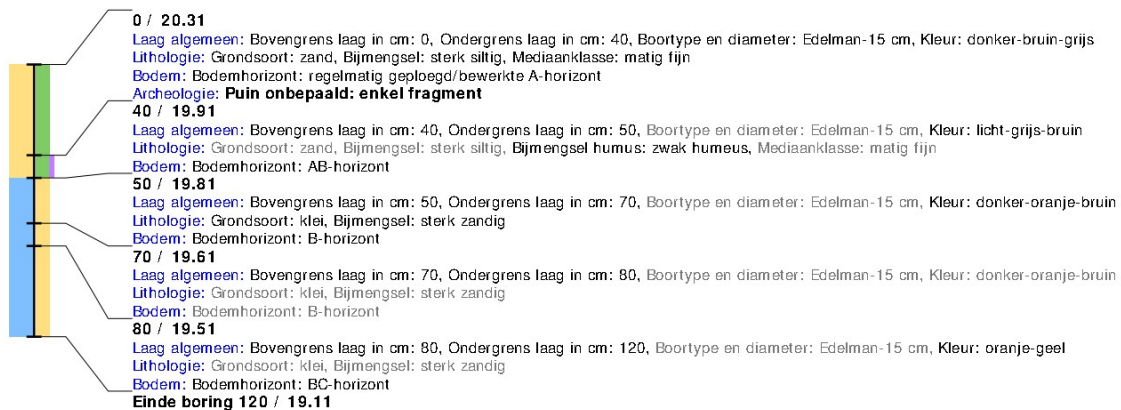 0 / 20.31
Laag algemeen: Bovengrens laag in cm: 0, Ondergrens laag in cm: 40, Boortype en diameter: Edelman-15 cm, Kleur: donker-bruin-grijs
Lithologie: Grondsoort: zand, Bijmengsel: sterk siltig, Mediaanklasse: matig fijn
Bodem: Bodemhorizont: regelmatig geploegd/bewerkte A-horizont
Archeologie: Puin onbepaald: enkel fragment
40 / 19.91
Laag algemeen: Bovengrens laag in cm: 40, Ondergrens laag in cm: 50, Boortype en diameter: Edelman-15 cm, Kleur: licht-grijs-bruin
Lithologie: Grondsoort: zand, Bijmengsel: sterk siltig, Bijmengsel humus: zwak humeus, Mediaanklasse: matig fijn
Bodem: Bodemhorizont: AB-horizont
50 / 19.81
Laag algemeen: Bovengrens laag in cm: 50, Ondergrens laag in cm: 70, Boortype en diameter: Edelman-15 cm, Kleur: donker-oranje-bruin
Lithologie: Grondsoort: klei, Bijmengsel: sterk zandig
Bodem: Bodemhorizont: B-horizont
70 / 19.61
Laag algemeen: Bovengrens laag in cm: 70, Ondergrens laag in cm: 80, Boortype en diameter: Edelman-15 cm, Kleur: donker-oranje-bruin
Lithologie: Grondsoort: klei, Bijmengsel: sterk zandig
Bodem: Bodemhorizont: B-horizont
80 / 19.51
Laag algemeen: Bovengrens laag in cm: 80, Ondergrens laag in cm: 120, Boortype en diameter: Edelman-15 cm, Kleur: oranje-geel
Lithologie: Grondsoort: klei, Bijmengsel: sterk zandig
Bodem: Bodemhorizont: BC-horizont
Einde boring 120 / 19.11